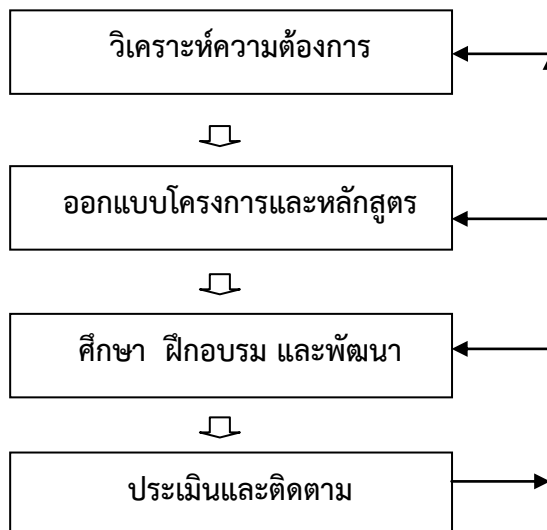 วิเคราะห์ความต้องการ
ออกแบบโครงการและหลักสูตร
ศึกษา ฝึกอบรม และพัฒนา
ประเมินและติดตาม